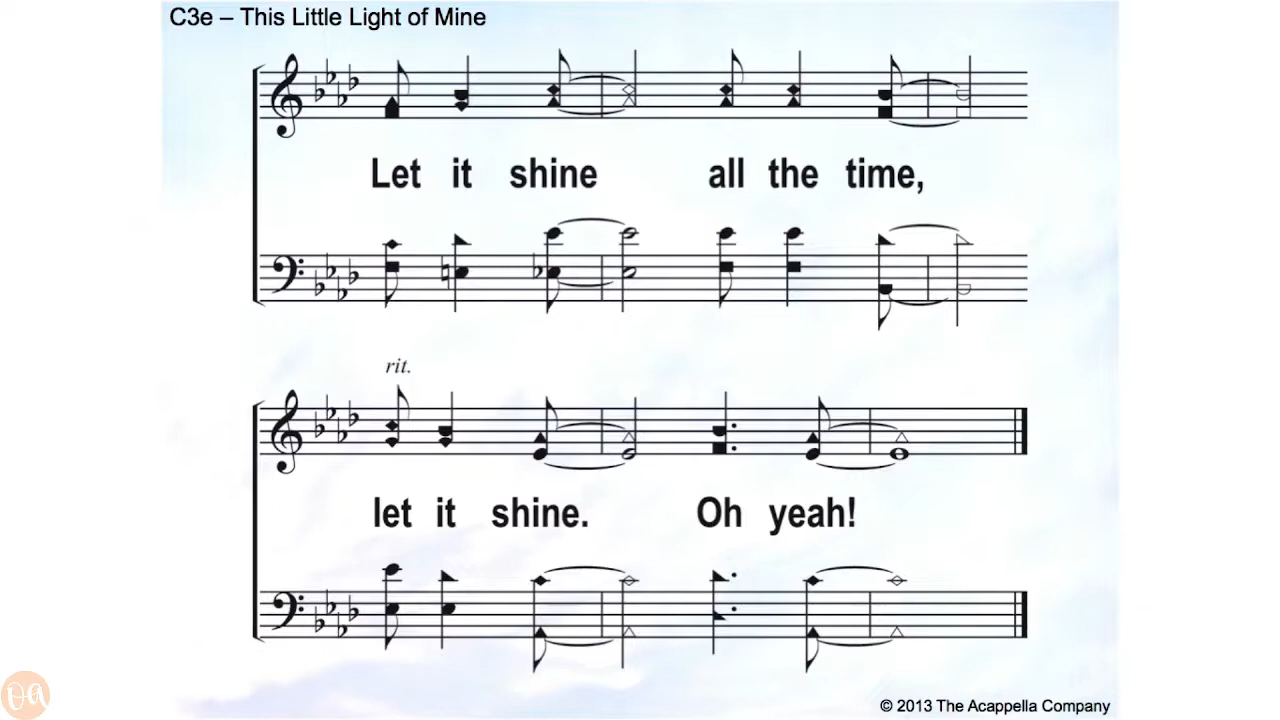 C3e – This Little Light of Mine
Let it shine all the time,
rit.
let it shine. Oh yeah!
oa
© 2013 The Acappella Company